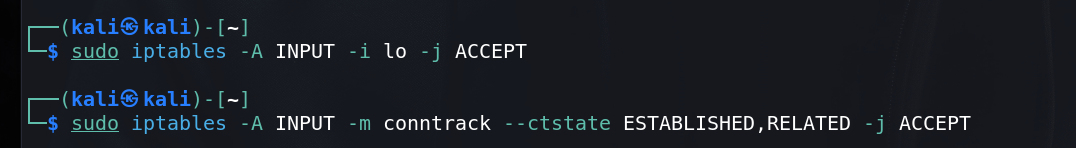 ┌──(kali㉿kali)-[~]
└─$ sudo iptables -A INPUT -i lo -j ACCEPT
┌──(kali㉿kali)-[~]
└─$ sudo iptables -A INPUT -m conntrack --ctstate ESTABLISHED,RELATED -j ACCEPT